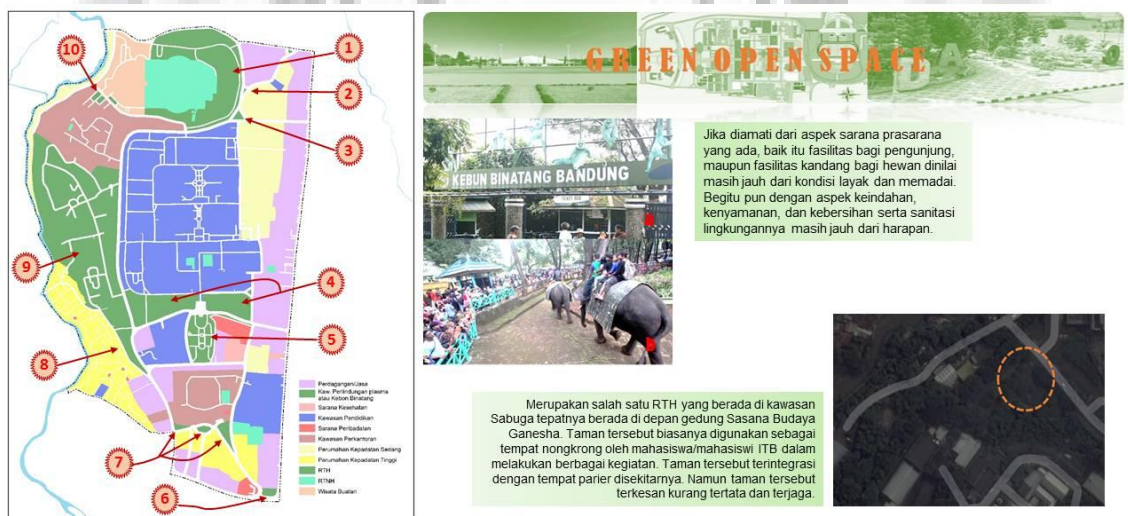 10
1
2
3
9
4
5
8
7
6
Perdagangan/Jasa
Kaw. Perlindungan plasma
atau Kebon Binatang
Sarana Kesehatan
Kawasan Pendidikan
Sarana Peribadatan
Kawasan Perkantoran
Perumahan Kepadatan Sedang
Perumahan Kepadatan Tinggi
RTH
RTNH
Wisata Buatan
GREEN OPEN SPACE
KEBUN BINATANG BANDUNG
Jika diamati dari aspek sarana prasarana
yang ada, baik itu fasilitas bagi pengunjung,
maupun fasilitas kandang bagi hewan dinilai
masih jauh dari kondisi layak dan memadai.
Begitu pun dengan aspek keindahan,
kenyamanan, dan kebersihan serta sanitasi
lingkungannya masih jauh dari harapan.
Merupakan salah satu RTH yang berada di kawasan
Sabuga tepatnya berada di depan gedung Sasana Budaya
Ganesha. Taman tersebut biasanya digunakan sebagai
tempat nongkrong oleh mahasiswa/mahasiswi ITB dalam
melakukan berbagai kegiatan. Taman tersebut terintegrasi
dengan tempat parier disekitarnya. Namun taman tersebut
terkesan kurang tertata dan terjaga.